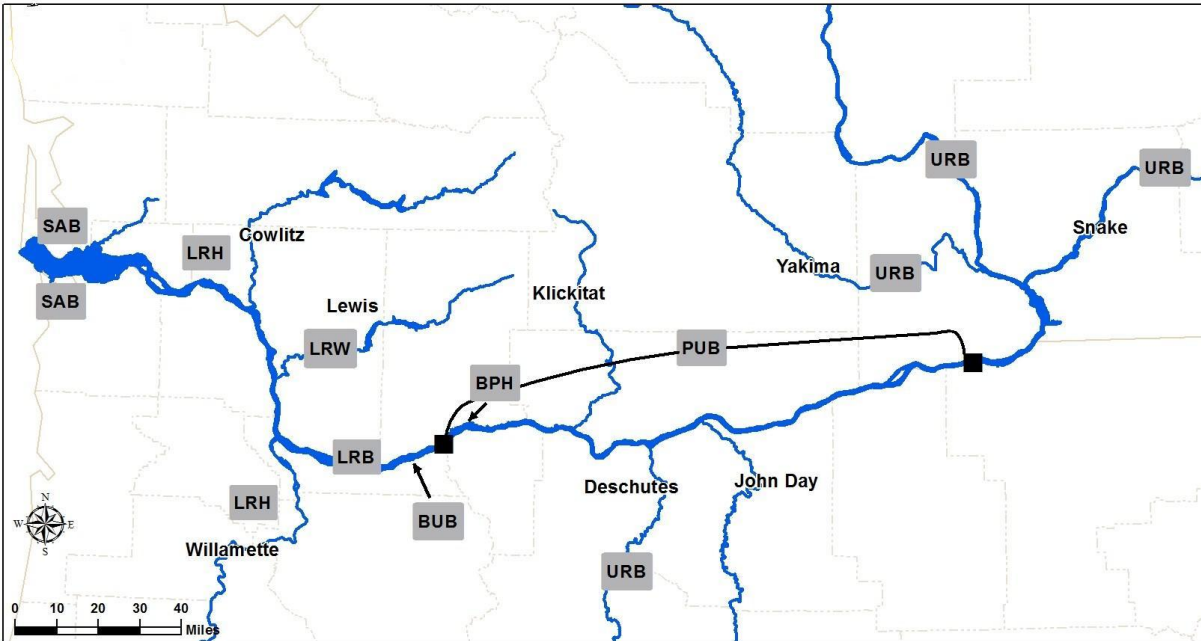 URB
URB
SAB
Snake
Cowlitz
LRH
Yakima
URB
SAB
Klickitat
Lewis
LRW
PUB
BPH
LRB
John Day
Deschutes
LRH
BUB
N
W
E
S
Willamette
URB
0 10 20 30 40
Miles